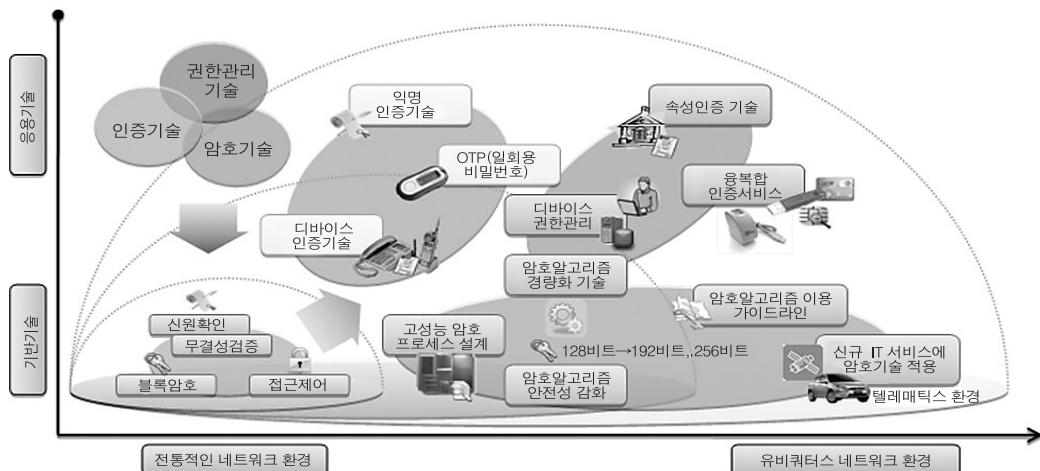 응용기술
권한관리
기술
인증기술
암호기술
익명
인증기술
OTP(일회용
비밀번호)
디바이스
인증기술
속성인증 기술
디바이스
권한관리
융복합
인증서비스
기반기술
신원확인
무결성검증
블록암호
접근제어
암호알고리즘
경량화 기술
고성능 암호
프로세스 설계
128비트→192비트,,256비트
암호알고리즘
안전성 감화
암호알고리즘 이용
가이드라인
신규 IT 서비스에
암호기술 적용
텔레매틱스 환경
전통적인 네트워크 환경
유비쿼터스 네트워크 환경